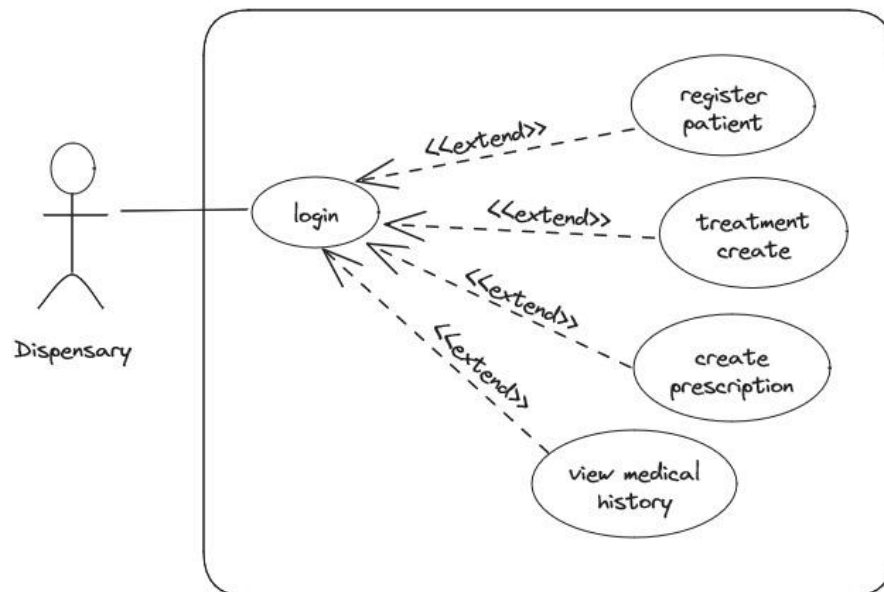 register
patient
<<extend>>
login
<<extend>>
treatment
create
<<extend>>
Dispensary
create
prescription
<<extend>>
view medical
history